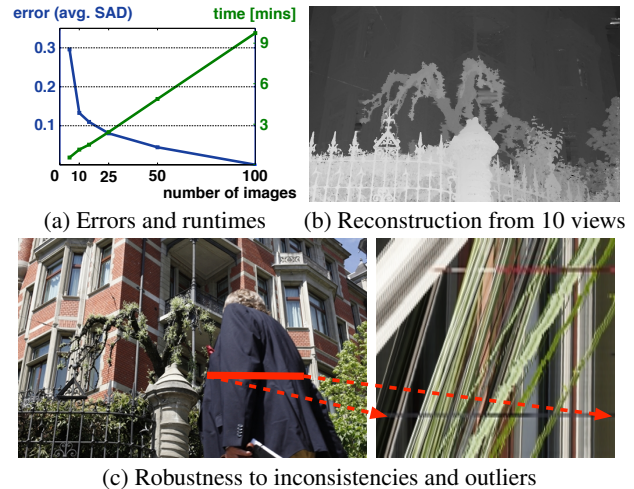 error (avg. SAD) time [mins]
0.3
0.2
0.1
9
6
3
0 10 25 50 100
number of images
(a) Errors and runtimes
(b) Reconstruction from 10 views
(c) Robustness to inconsistencies and outliers